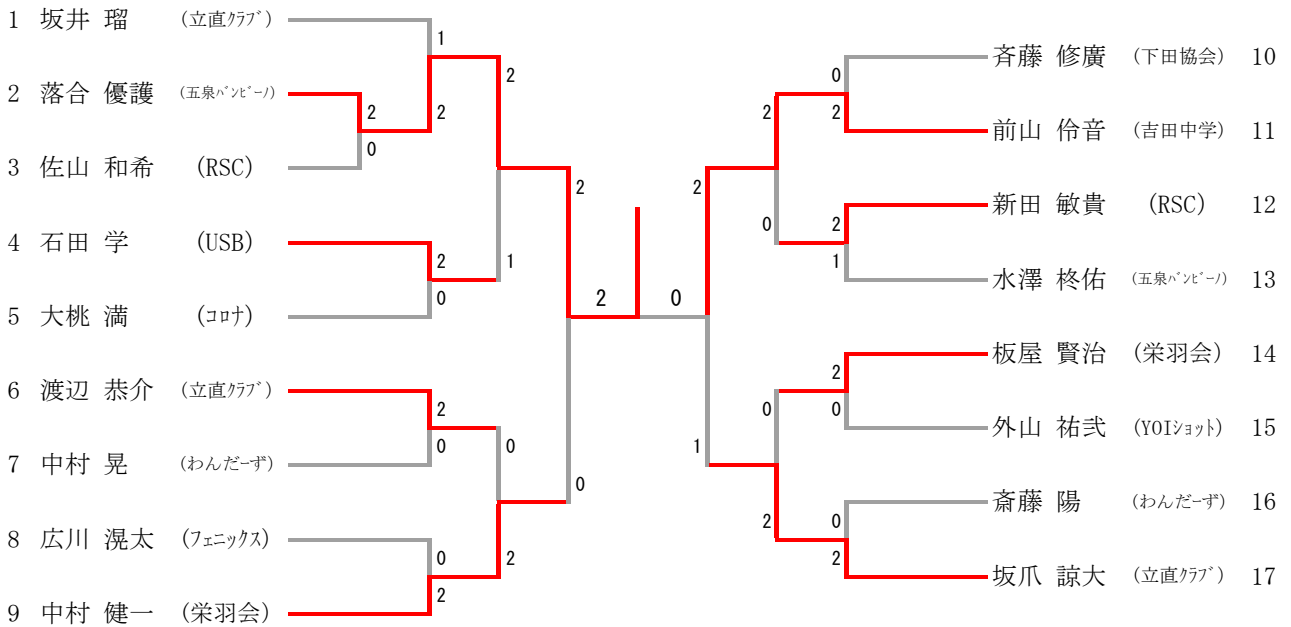 1 坂井 瑠 (立直ｸﾗﾌﾞ)
2 落合 優護 (五泉ﾊﾞﾝﾋﾞｰﾉ)
3 佐山 和希 (RSC)
4 石田 学 (USB)
5 大桃 満 (ｺﾛﾅ)
6 渡辺 恭介 (立直ｸﾗﾌﾞ)
7 中村 晃 (わんだｰず)
8 広川 滉太 (ﾌｪﾆｯｸｽ)
9 中村 健一 (栄羽会)
1
2
2
0
2
2
0
1
2
2
0
0
0
2
0
2
2
0
2
0
2
2
0
2
0
2
1
1
0
2
2
0
0
2
斉藤 修廣 (下田協会) 10
前山 伶音 (吉田中学) 11
新田 敏貴 (RSC) 12
水澤 柊佑 (五泉ﾊﾞﾝﾋﾞｰﾉ) 13
板屋 賢治 (栄羽会) 14
外山 祐弐 (YOIｼｮｯﾄ) 15
斎藤 陽 (わんだｰず) 16
坂爪 諒大 (立直ｸﾗﾌﾞ) 17